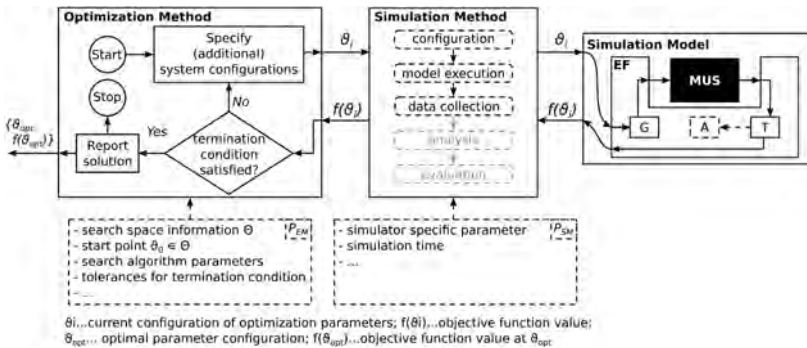 Optimization Method
Start
Specify
(additional)
system configurations
Stop
No
Yes
Report
solution
termination
condition
satisfied?
{ϑopt,
f(ϑopt)}
ϑi
f(ϑi)
Simulation Method
configuration
model execution
data collection
analysis
evaluation
ϑi
f(ϑi)
Simulation Model
EF
MUS
G
A
T
- search space information Θ
- start point ϑ0 ∈ Θ
- search algorithm parameters
- tolerances for termination condition
- ...
PEM
- simulator specific parameter
- simulation time
- ...
PSM
ϑi...current configuration of optimization parameters; f(ϑi)...objective function value;
ϑopt... optimal parameter configuration; f(ϑopt)...objective function value at ϑopt